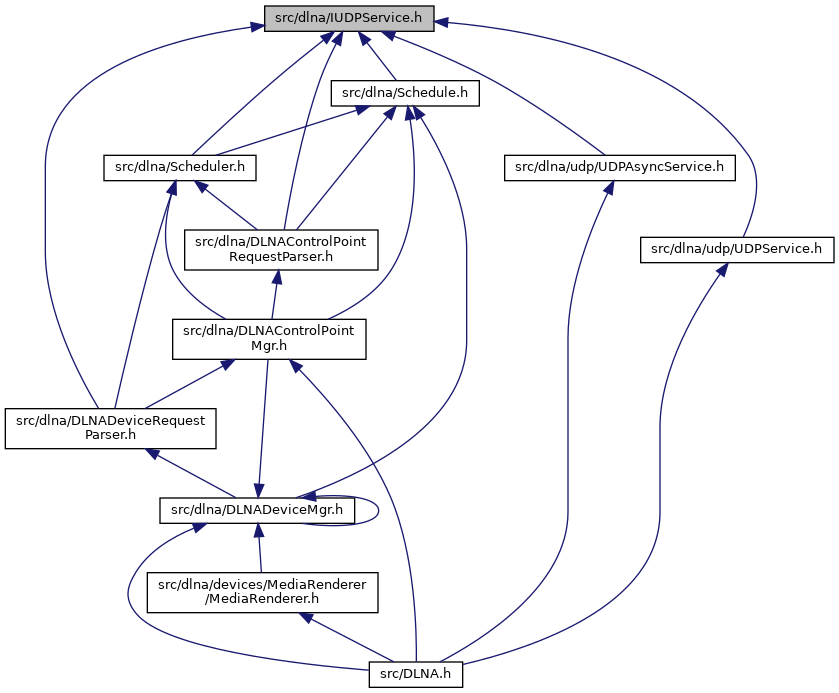 src/dlna/IUDPService.h
src/dlna/Schedule.h
src/dlna/Scheduler.h
src/dlna/udp/UDPAsyncService.h
src/dlna/DLNAControlPoint
RequestParser.h
src/dlna/udp/UDPService.h
src/dlna/DLNAControlPoint
Mgr.h
src/dlna/DLNADeviceRequest
Parser.h
src/dlna/DLNADeviceMgr.h
src/dlna/devices/MediaRenderer
/MediaRenderer.h
src/DLNA.h